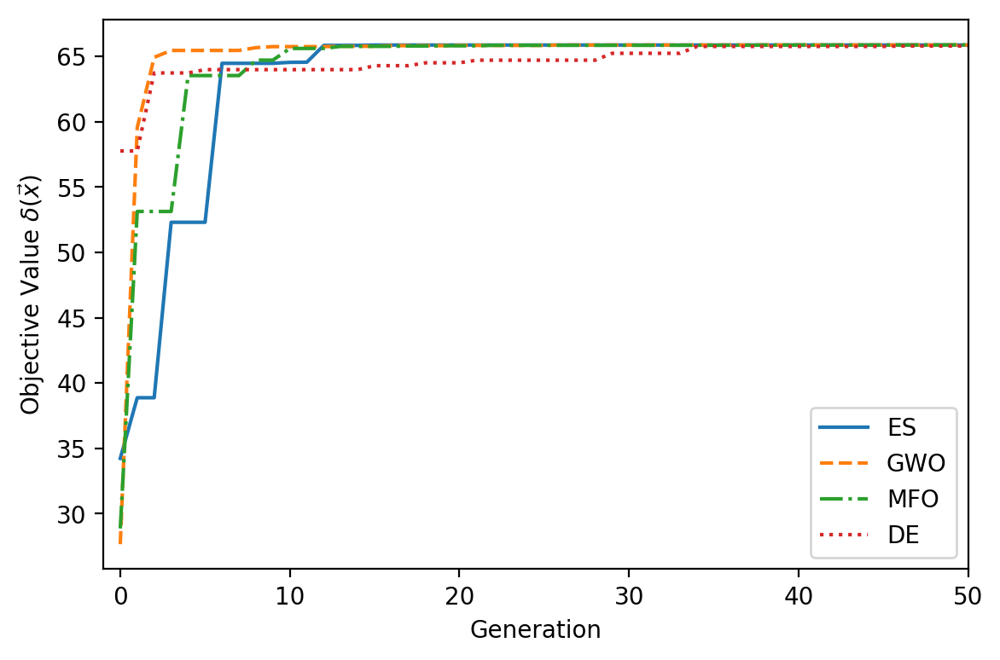 Objective Value δ(x⃗)
65
60
55
50
45
40
35
30
0 10 20 30 40 50
Generation
ES
GWO
MFO
DE